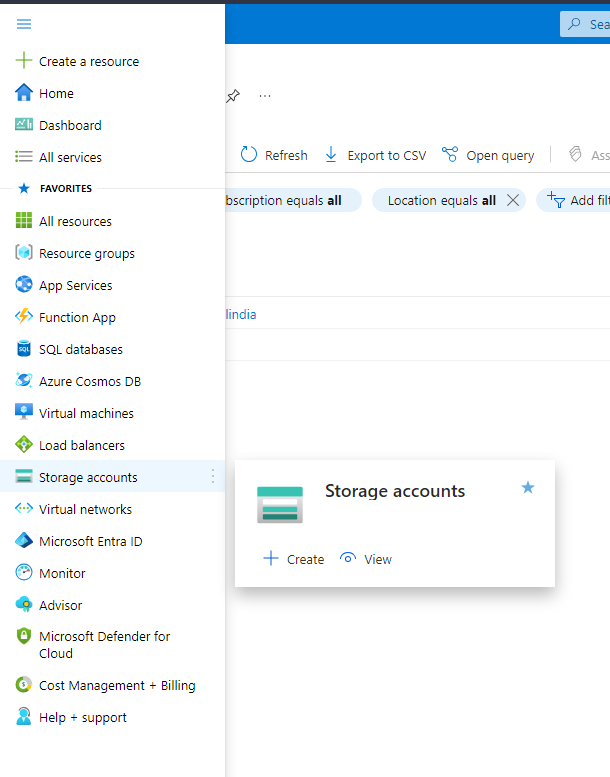 Create a resource
Home
Dashboard
All services
FAVORITES
All resources
Resource groups
App Services
Function App
SQL databases
Azure Cosmos DB
Virtual machines
Load balancers
Storage accounts
Virtual networks
Microsoft Entra ID
Monitor
Advisor
Microsoft Defender for
Cloud
Cost Management + Billing
Help + support
Sea
...
Refresh Export to CSV Open query Ass
bscription equals all Location equals all Add filt
lindia
Storage accounts
Create View